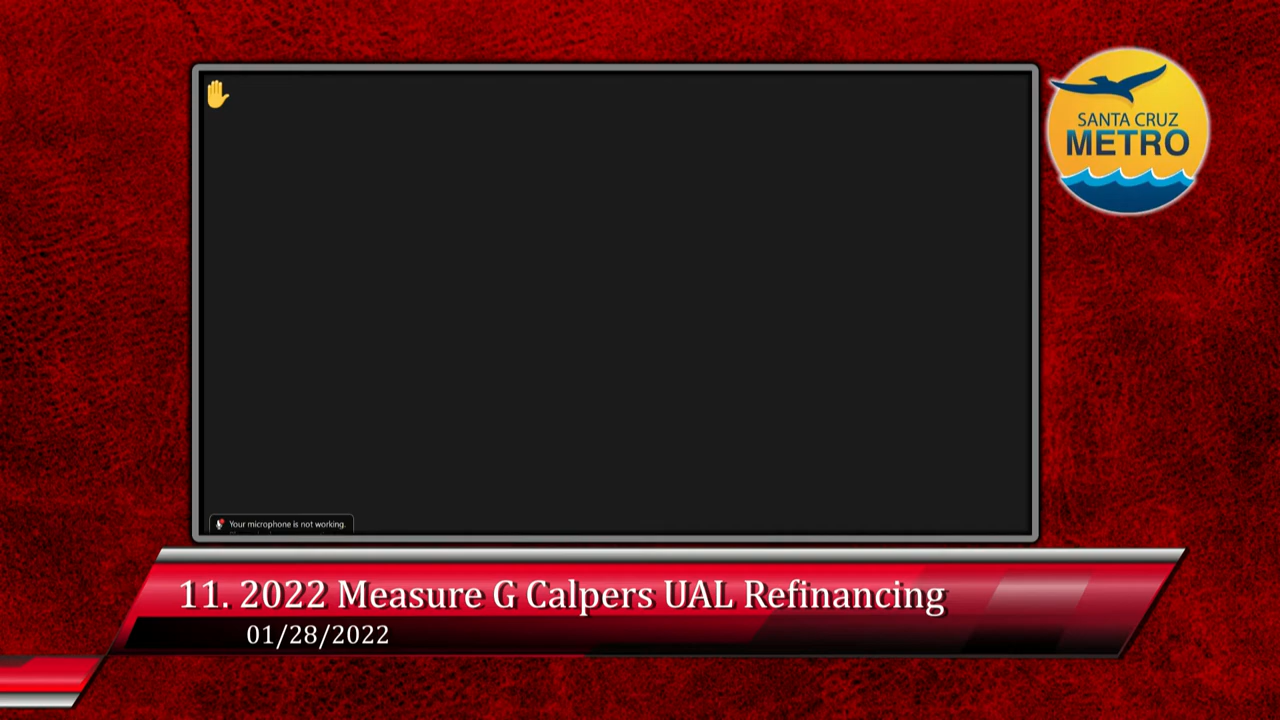 SANTA CRUZ
METRO
Your microphone is not working.
11. 2022 Measure G Calpers UAL Refinancing
01/28/2022